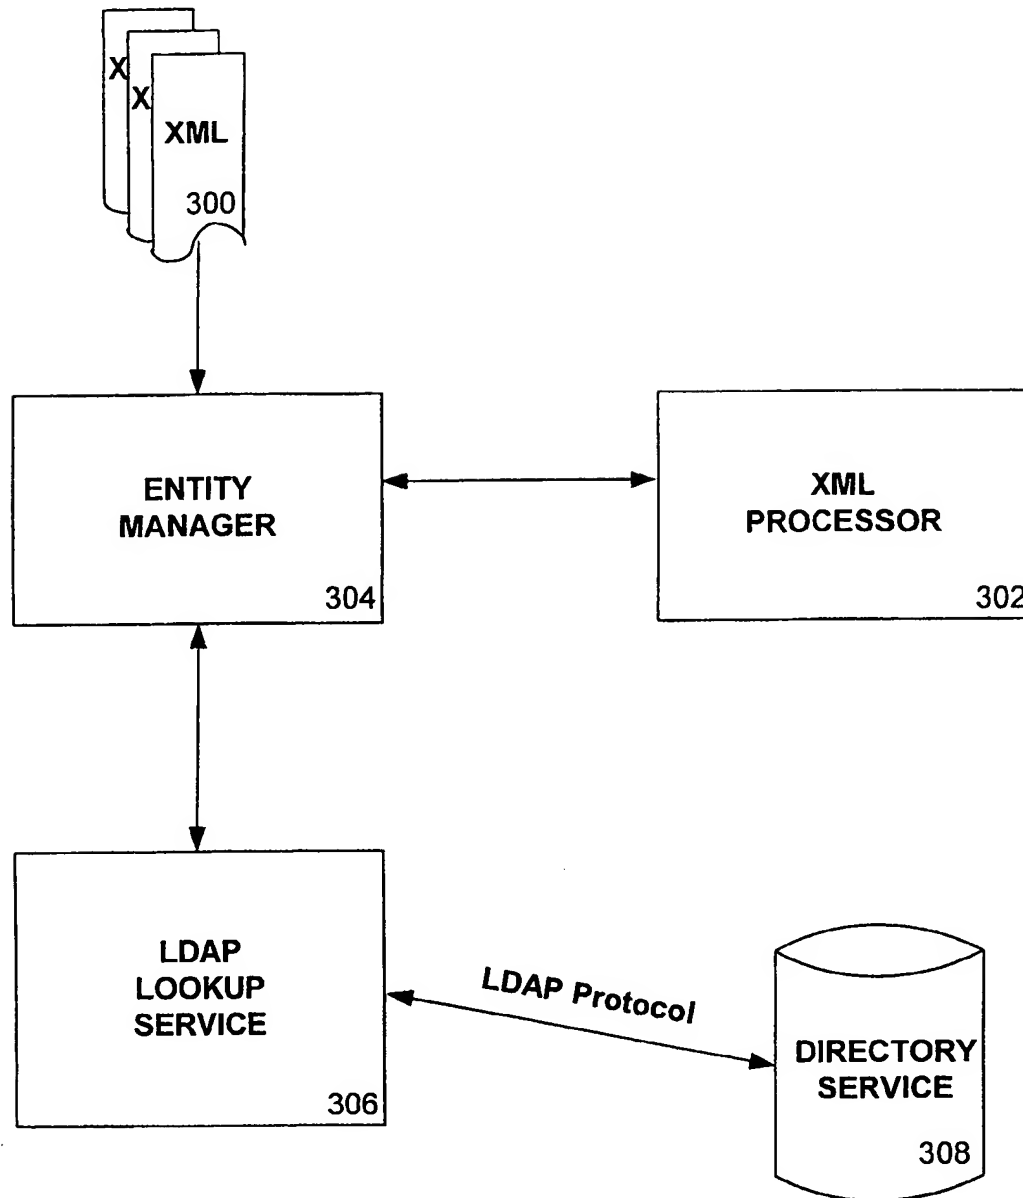 X
X
XML
300
ENTITY
MANAGER
304
XML
PROCESSOR
302
LDAP
LOOKUP
SERVICE
306
LDAP Protocol
DIRECTORY
SERVICE
308